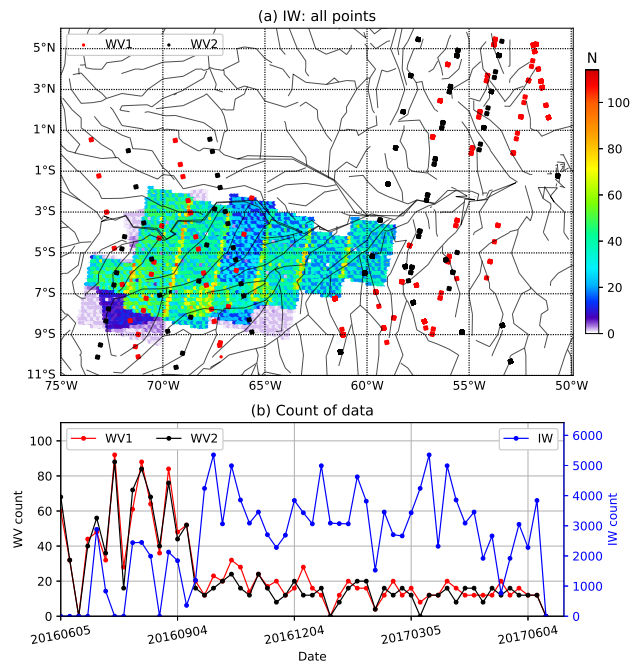 (a) IW: all points
WV1 WV2
5°N
3°N
1°N
1°S
3°S
5°S
7°S
9°S
11°S
75°W 70°W 65°W 60°W 55°W 50°W
N
100
80
60
40
20
0
(b) Count of data
WV1 WV2 IW
WV count
100
80
60
40
20
0
IW count
6000
5000
4000
3000
2000
1000
0
20160605 20160904 20161204 20170305 20170604
Date